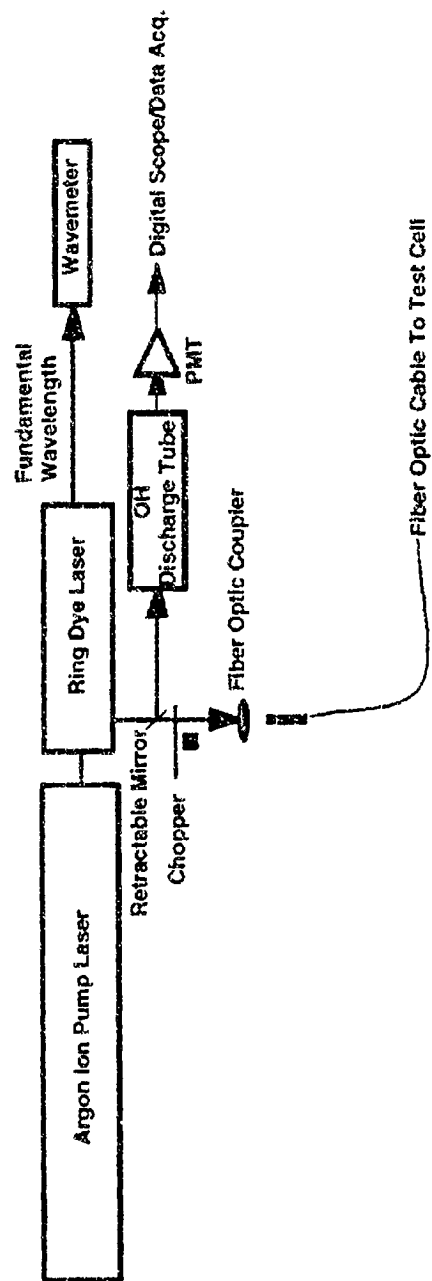 Argon Ion Pump Laser
Ring Dye Laser
Fundamental
Wavelength
Wavemeter
Retractable Mirror
Chopper
OH
Discharge Tube
PMT
Digital Scope/Data Acq.
Fiber Optic Coupler
Fiber Optic Cable To Test Cell